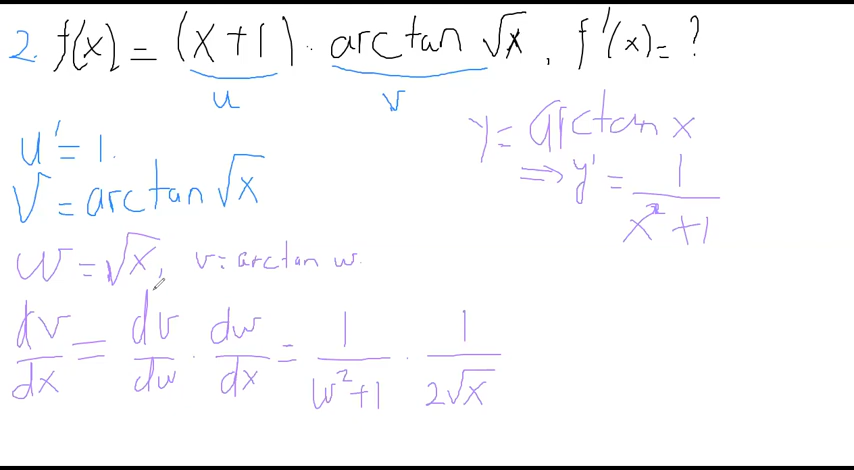 2. f(x) = (x+1) · arctan √x, f'(x) = ?
u v
y = arctan x
u' = 1.
⇒ y' = 1/(x²+1)
v = arctan √x
w = √x, v = arctan w.
dv/dx = dv/dw · dw/dx = 1/(w²+1) · 1/(2√x)